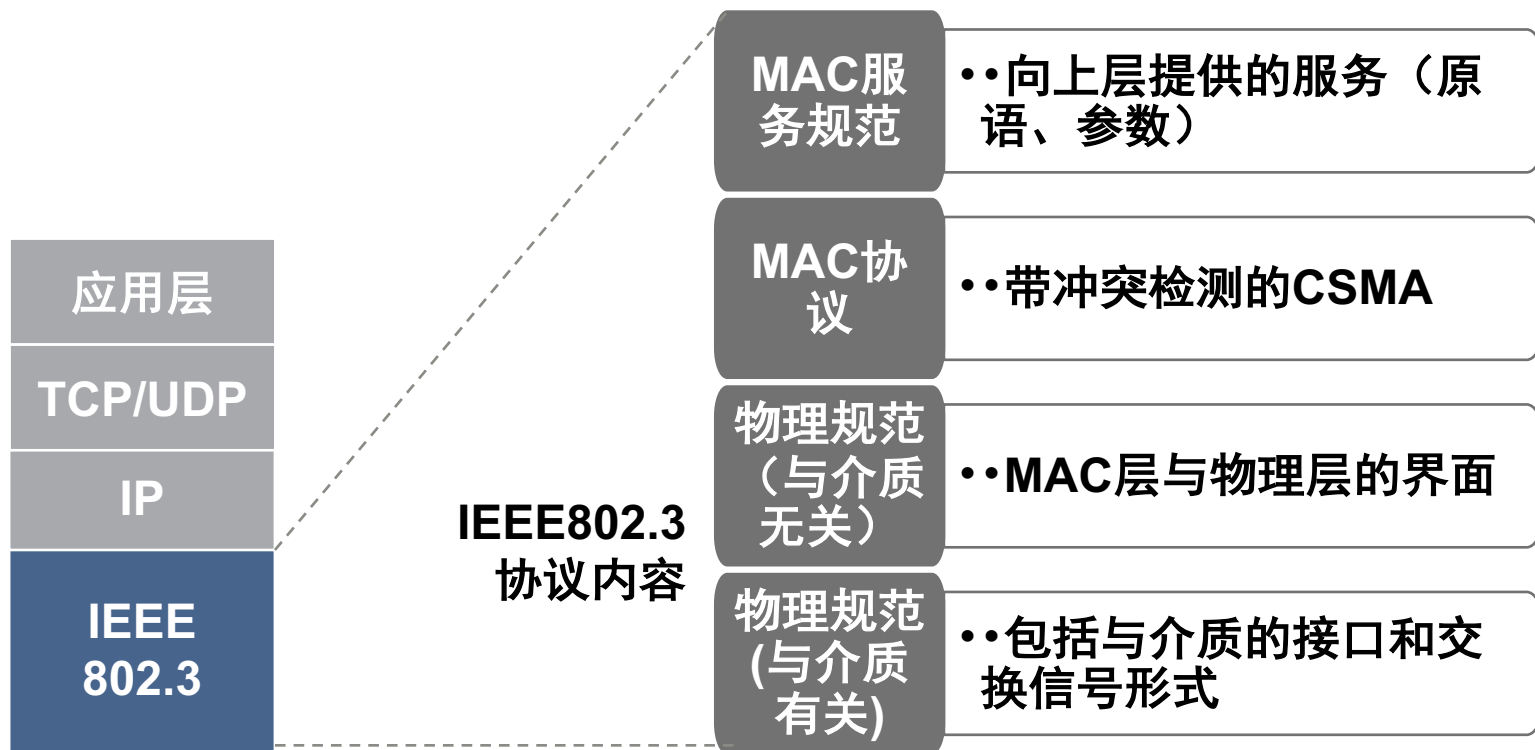 应用层
TCP/UDP
IP
IEEE
802.3
IEEE802.3
协议内容
MAC服
务规范
••向上层提供的服务（原
语、参数）
MAC协
议
••带冲突检测的CSMA
物理规范
（与介质
无关）
••MAC层与物理层的界面
物理规范
(与介质
有关)
••包括与介质的接口和交
换信号形式